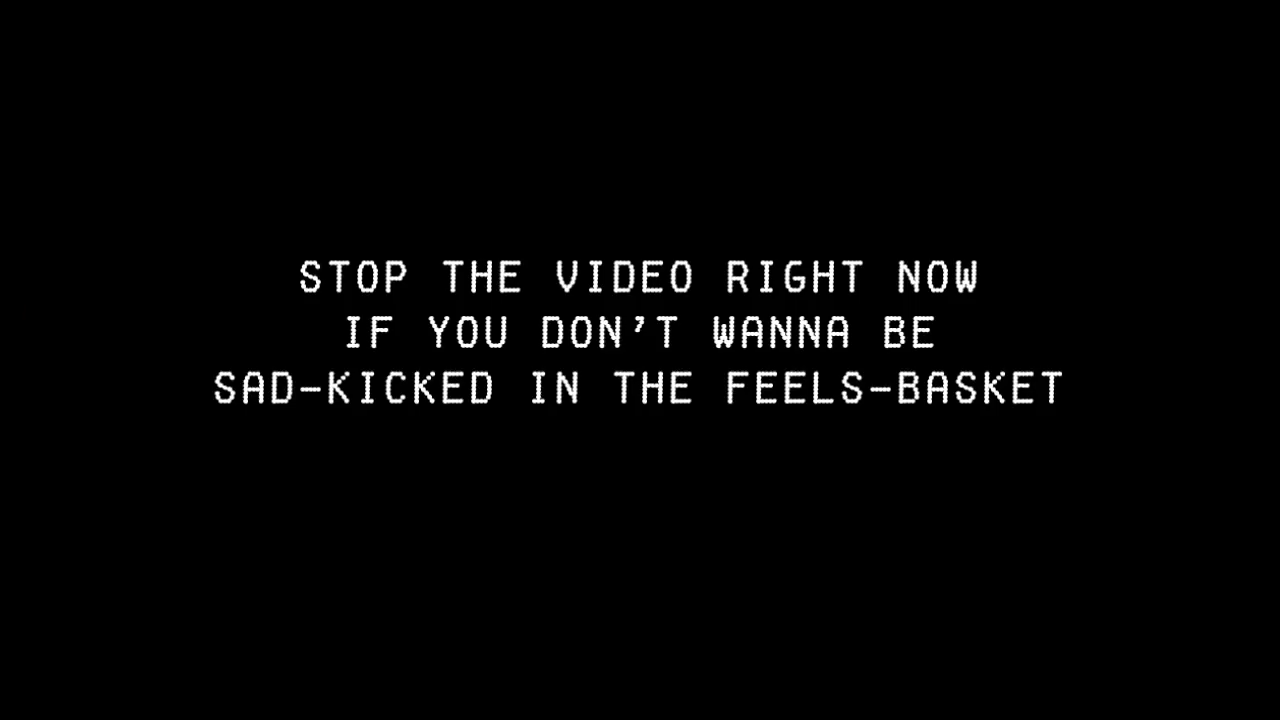 STOP THE VIDEO RIGHT NOW
IF YOU DON'T WANNA BE
SAD-KICKED IN THE FEELS-BASKET